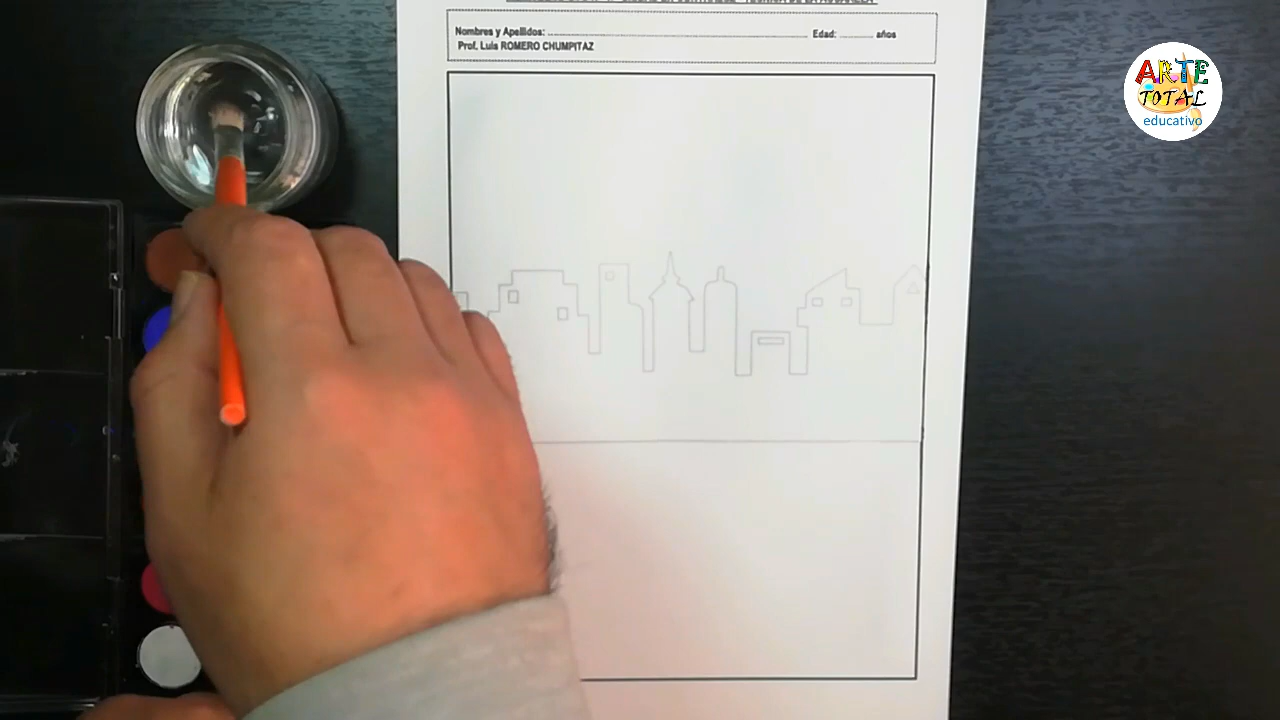 Nombres y Apellidos: ........................ Edad: ............ años
Prof. Luis ROMERO CHUMPITAZ
ARTE
TOTAL
educativo